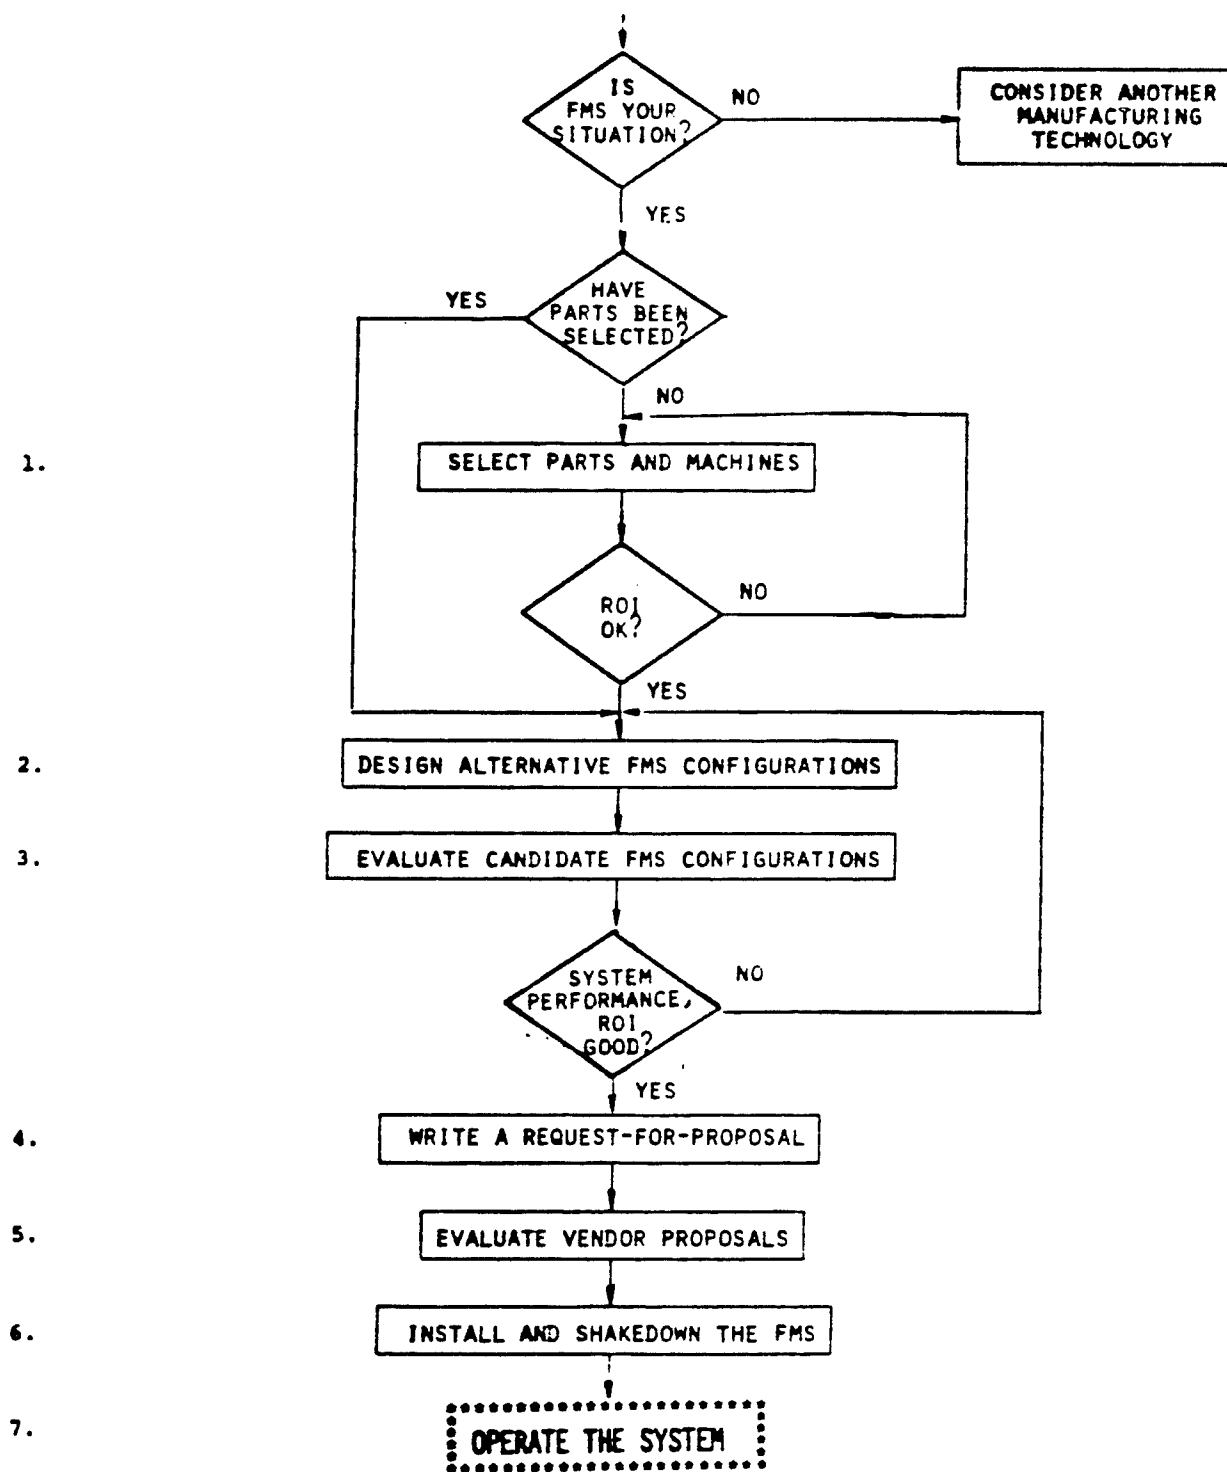 IS
FMS YOUR
SITUATION?
NO
CONSIDER ANOTHER
MANUFACTURING
TECHNOLOGY
YES
HAVE
PARTS BEEN
SELECTED?
YES
NO
1.
SELECT PARTS AND MACHINES
ROI
OK?
NO
YES
2.
DESIGN ALTERNATIVE FMS CONFIGURATIONS
3.
EVALUATE CANDIDATE FMS CONFIGURATIONS
SYSTEM
PERFORMANCE,
ROI
GOOD?
NO
YES
4.
WRITE A REQUEST-FOR-PROPOSAL
5.
EVALUATE VENDOR PROPOSALS
6.
INSTALL AND SHAKEDOWN THE FMS
7.
OPERATE THE SYSTEM